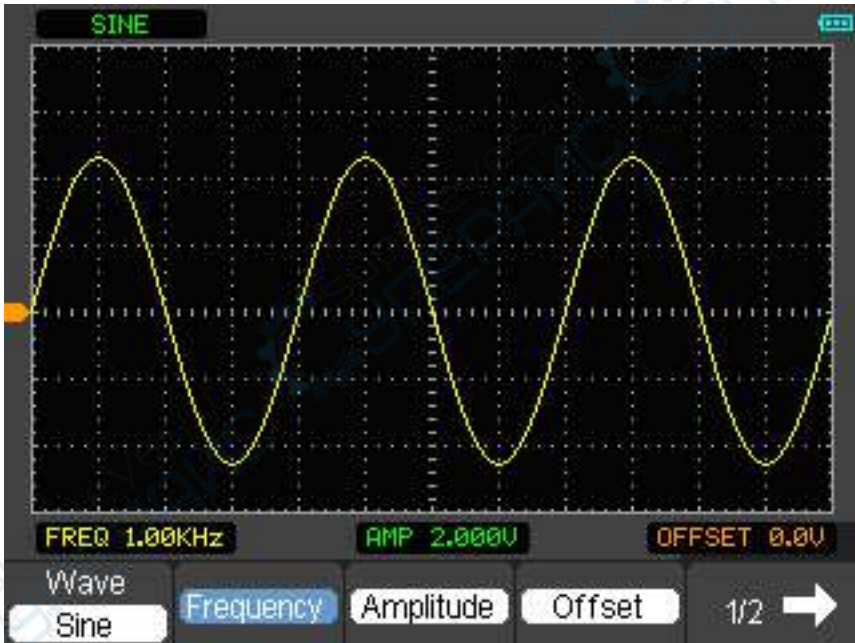 SINE
FREQ 1.00KHz
AMP 2.000V
OFFSET 0.0V
Wave
Sine
Frequency
Amplitude
Offset
1/2